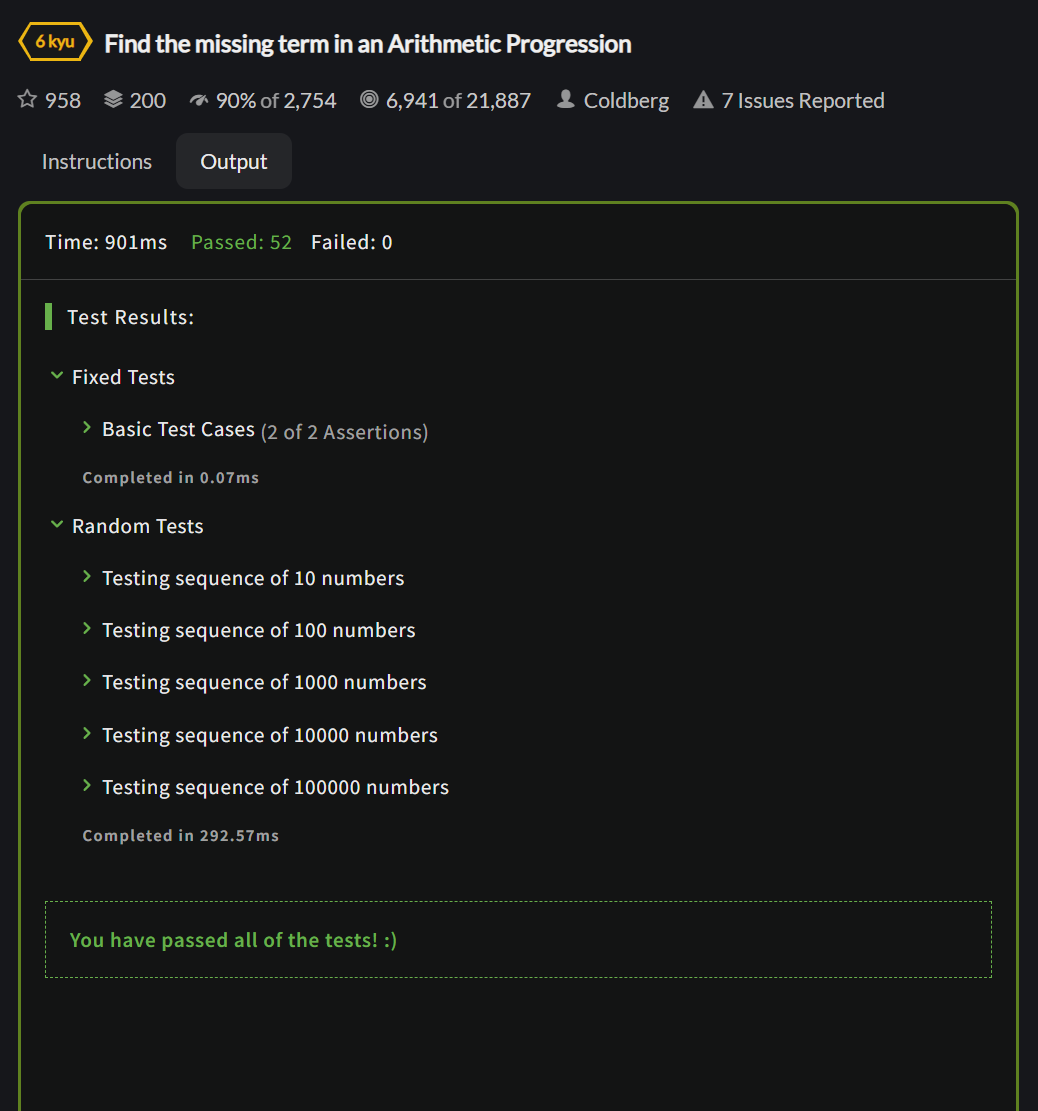 6 kyu Find the missing term in an Arithmetic Progression
958 200 90% of 2,754 6,941 of 21,887 Coldberg 7 Issues Reported
Instructions Output
Time: 901ms Passed: 52 Failed: 0
Test Results:
Fixed Tests
Basic Test Cases (2 of 2 Assertions)
Completed in 0.07ms
Random Tests
Testing sequence of 10 numbers
Testing sequence of 100 numbers
Testing sequence of 1000 numbers
Testing sequence of 10000 numbers
Testing sequence of 100000 numbers
Completed in 292.57ms
You have passed all of the tests! :)